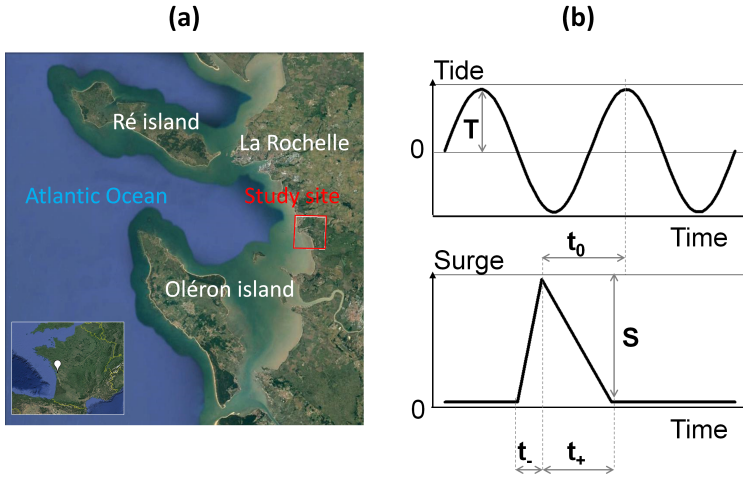 (a)
Ré island
La Rochelle
Atlantic Ocean
Study site
Oléron island
(b)
Tide
T
0
Time
t₀
Surge
S
0
Time
t₋
t₊